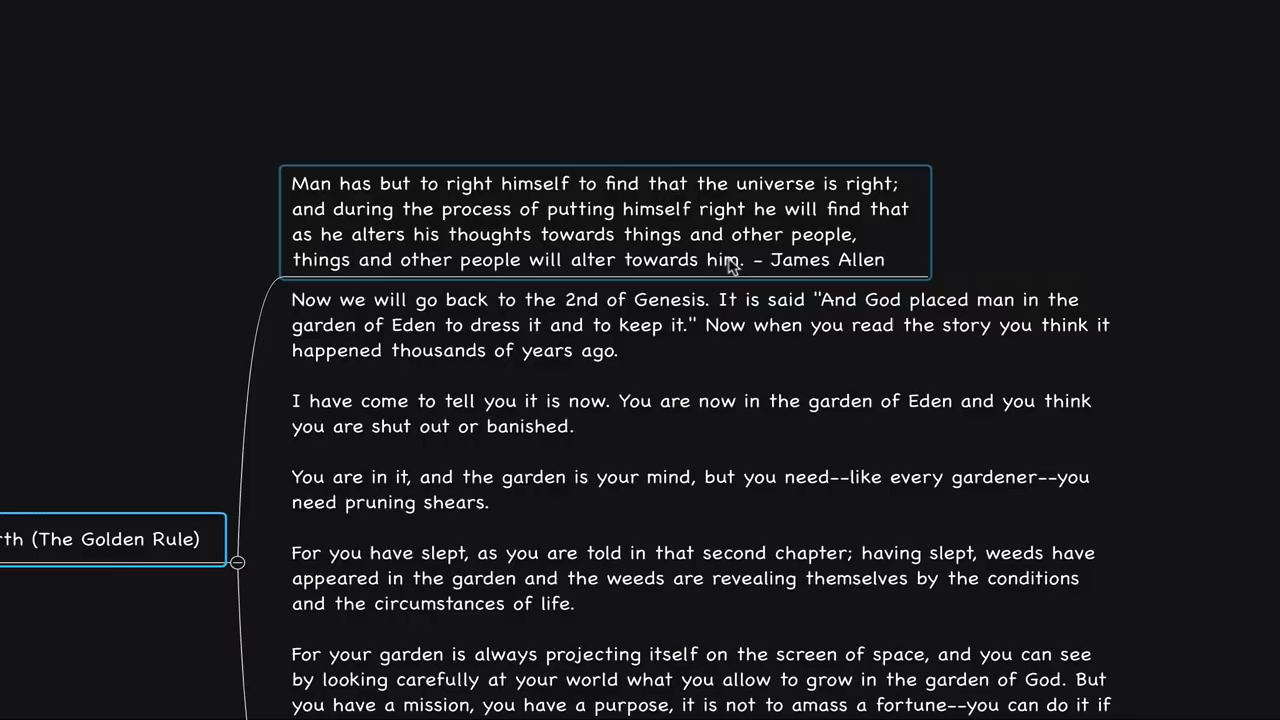 Man has but to right himself to find that the universe is right;
and during the process of putting himself right he will find that
as he alters his thoughts towards things and other people,
things and other people will alter towards him. – James Allen
Now we will go back to the 2nd of Genesis. It is said "And God placed man in the
garden of Eden to dress it and to keep it." Now when you read the story you think it
happened thousands of years ago.
I have come to tell you it is now. You are now in the garden of Eden and you think
you are shut out or banished.
You are in it, and the garden is your mind, but you need--like every gardener--you
need pruning shears.
rth (The Golden Rule)
For you have slept, as you are told in that second chapter; having slept, weeds have
appeared in the garden and the weeds are revealing themselves by the conditions
and the circumstances of life.
For your garden is always projecting itself on the screen of space, and you can see
by looking carefully at your world what you allow to grow in the garden of God. But
you have a mission, you have a purpose, it is not to amass a fortune--you can do it if